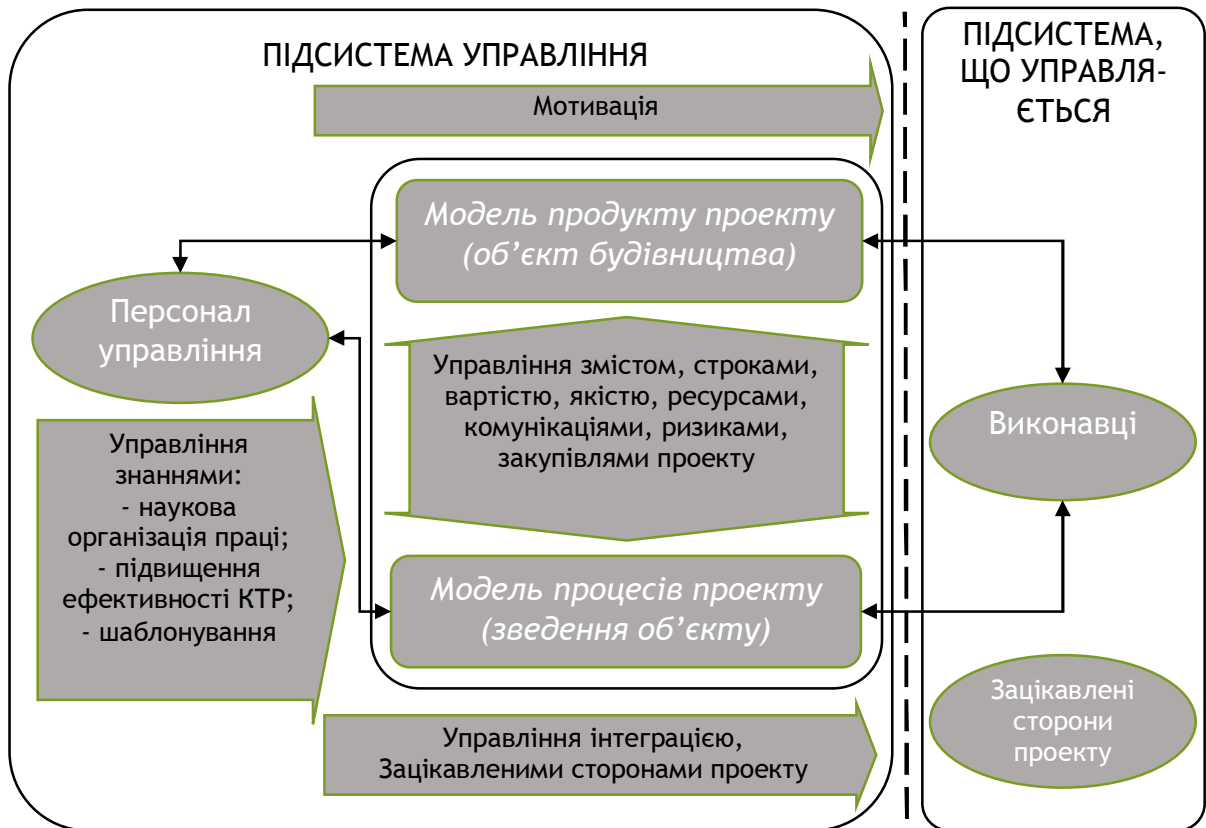 ПІДСИСТЕМА УПРАВЛІННЯ
Мотивація
Модель продукту проекту
(об’єкт будівництва)
Персонал
управління
Управління змістом, строками,
вартістю, якістю, ресурсами,
комунікаціями, ризиками,
закупівлями проекту
Управління
знаннями:
- наукова
організація праці;
- підвищення
ефективності КТР;
- шаблонування
Модель процесів проекту
(зведення об’єкту)
Управління інтеграцією,
Зацікавленими сторонами проекту
ПІДСИСТЕМА,
ЩО УПРАВЛЯ-
ЄТЬСЯ
Виконавці
Зацікавлені
сторони
проекту